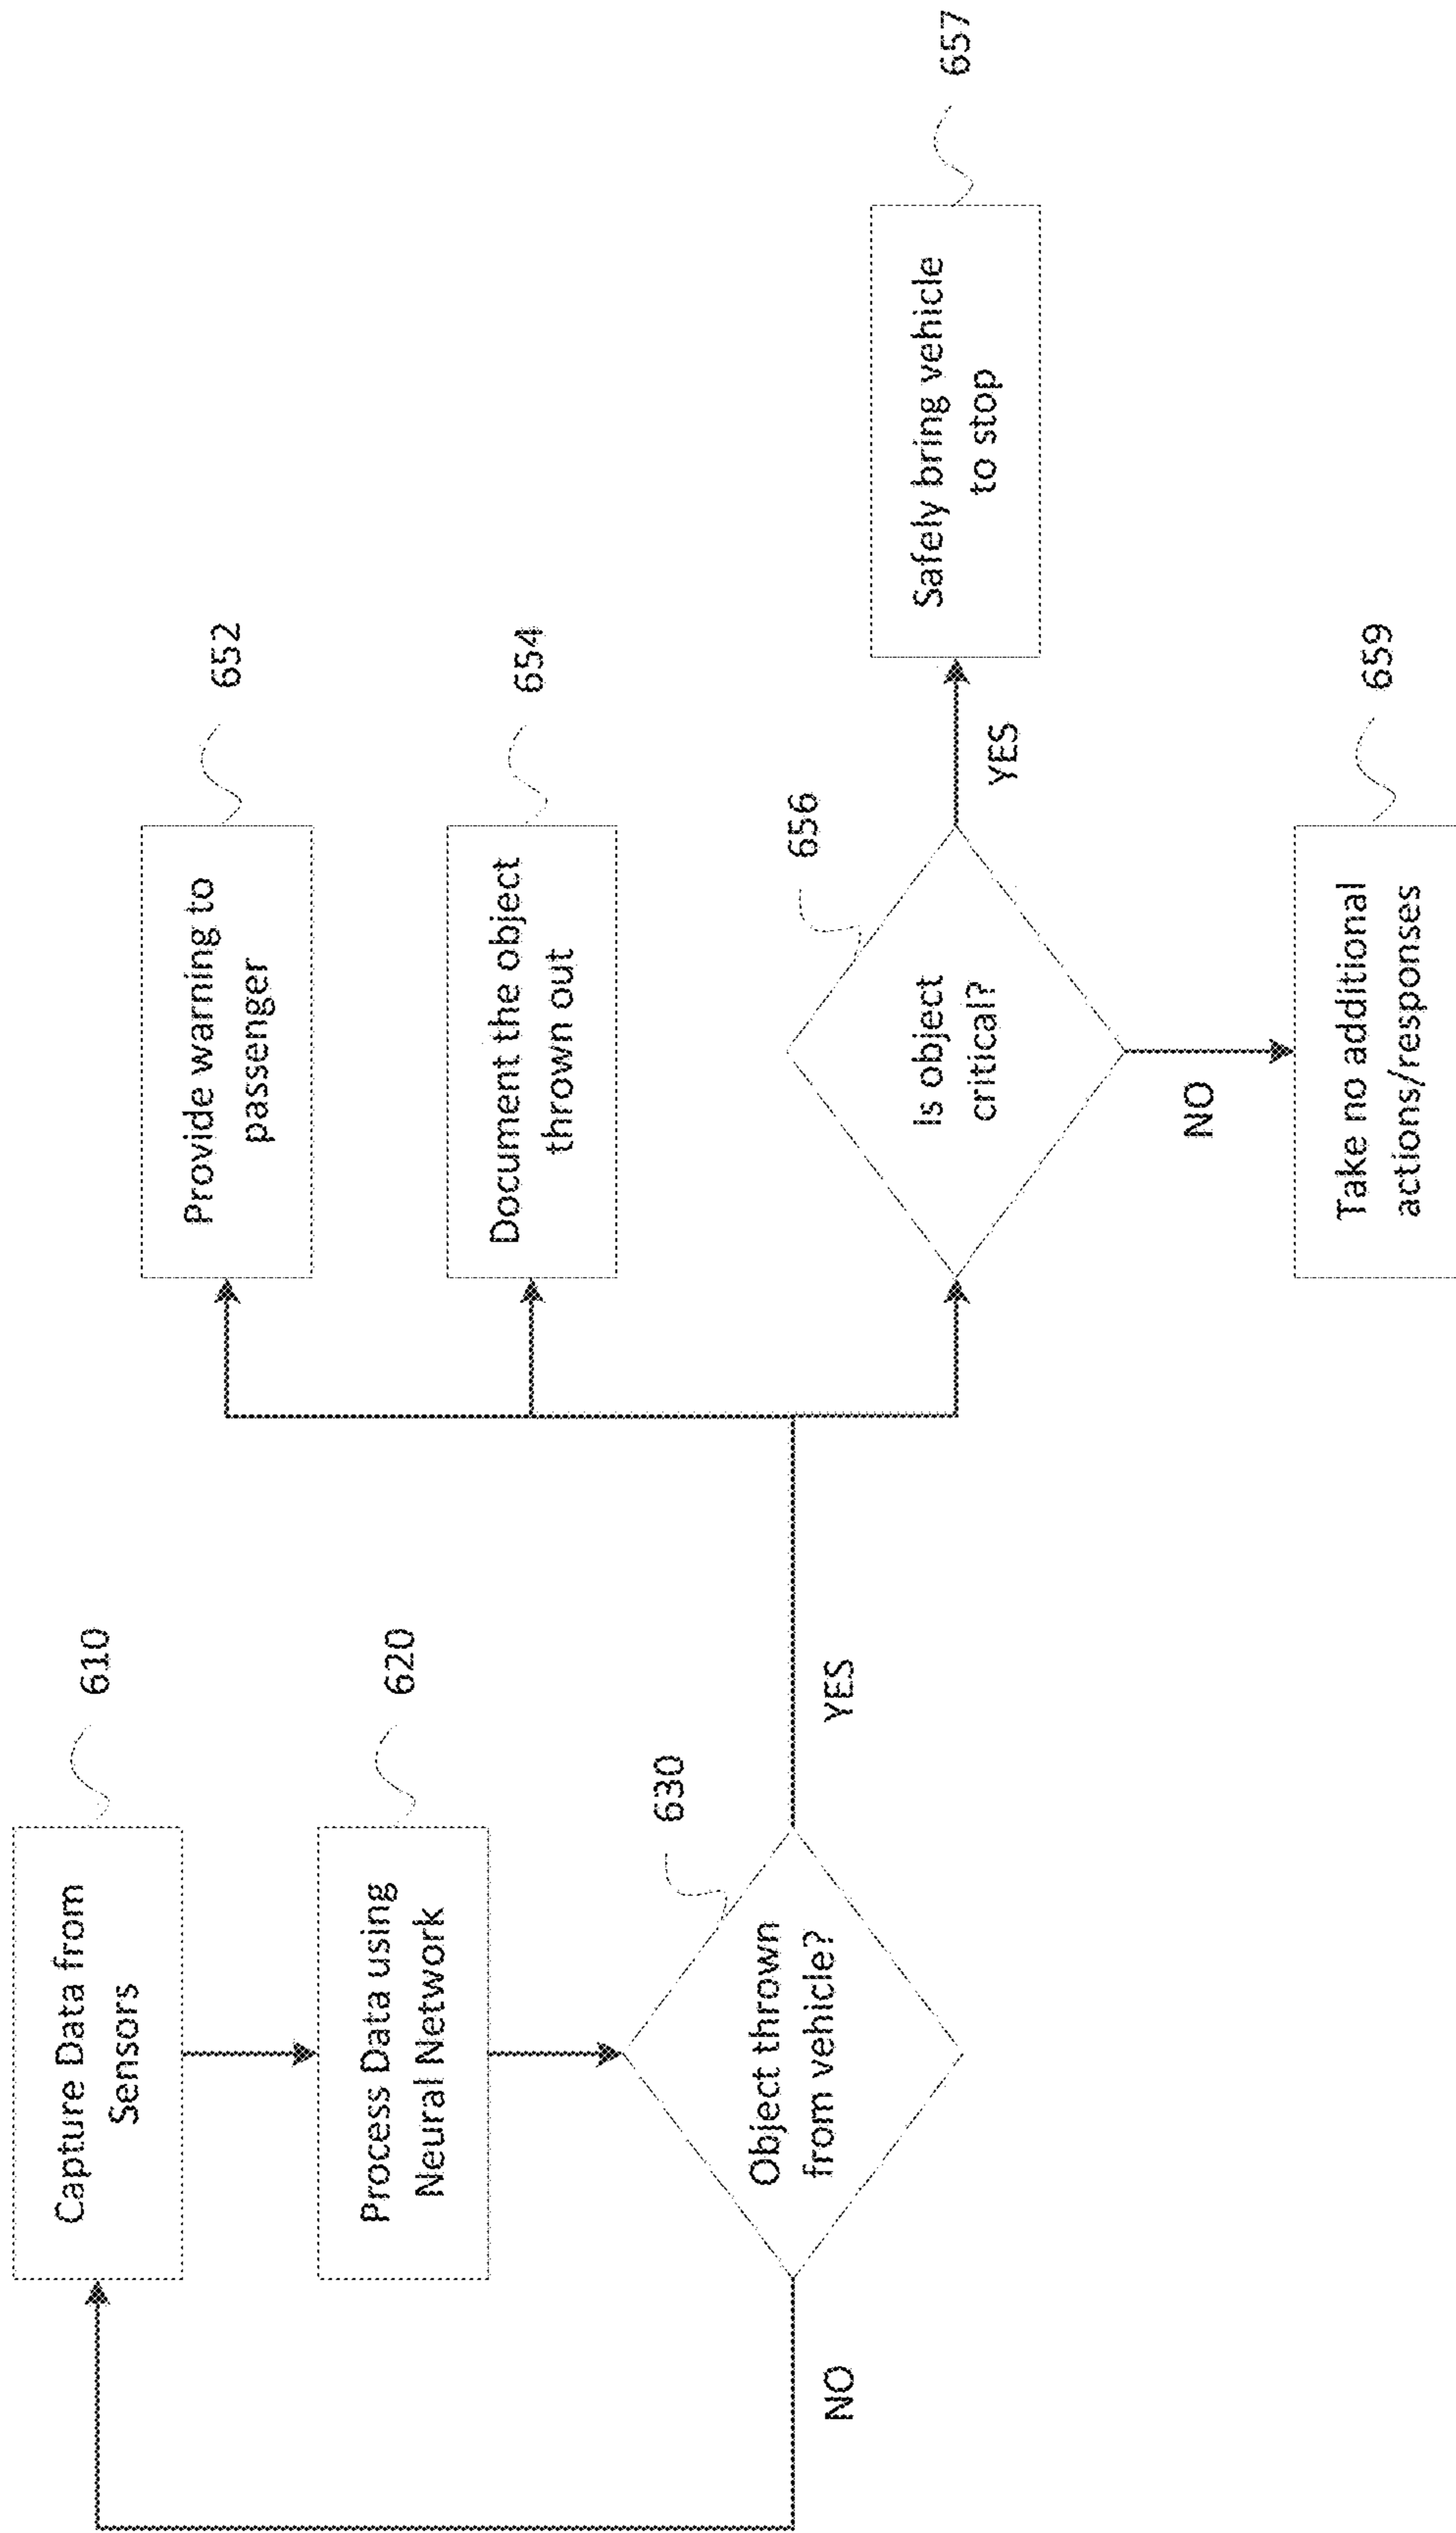 Capture Data from
Sensors
610
Process Data using
Neural Network
620
630
Object thrown
from vehicle?
NO
YES
Provide warning to
passenger
652
Document the object
thrown out
654
656
Is object
critical?
YES
Safely bring vehicle
to stop
657
NO
Take no additional
actions/responses
659